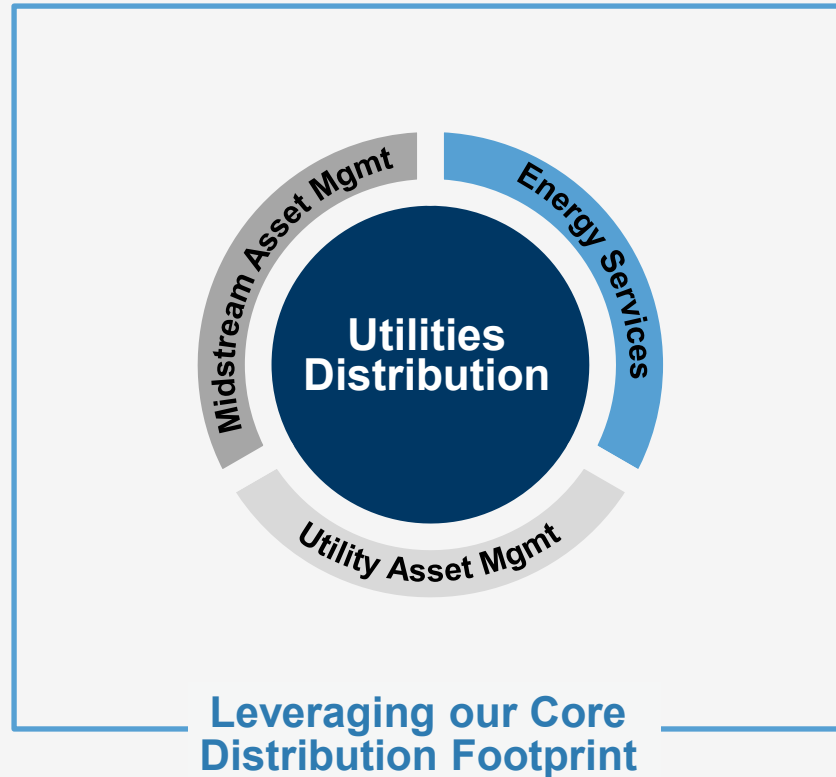 Midstream Asset Mgmt
Energy Services
Utilities
Distribution
Utility Asset Mgmt
Leveraging our Core
Distribution Footprint